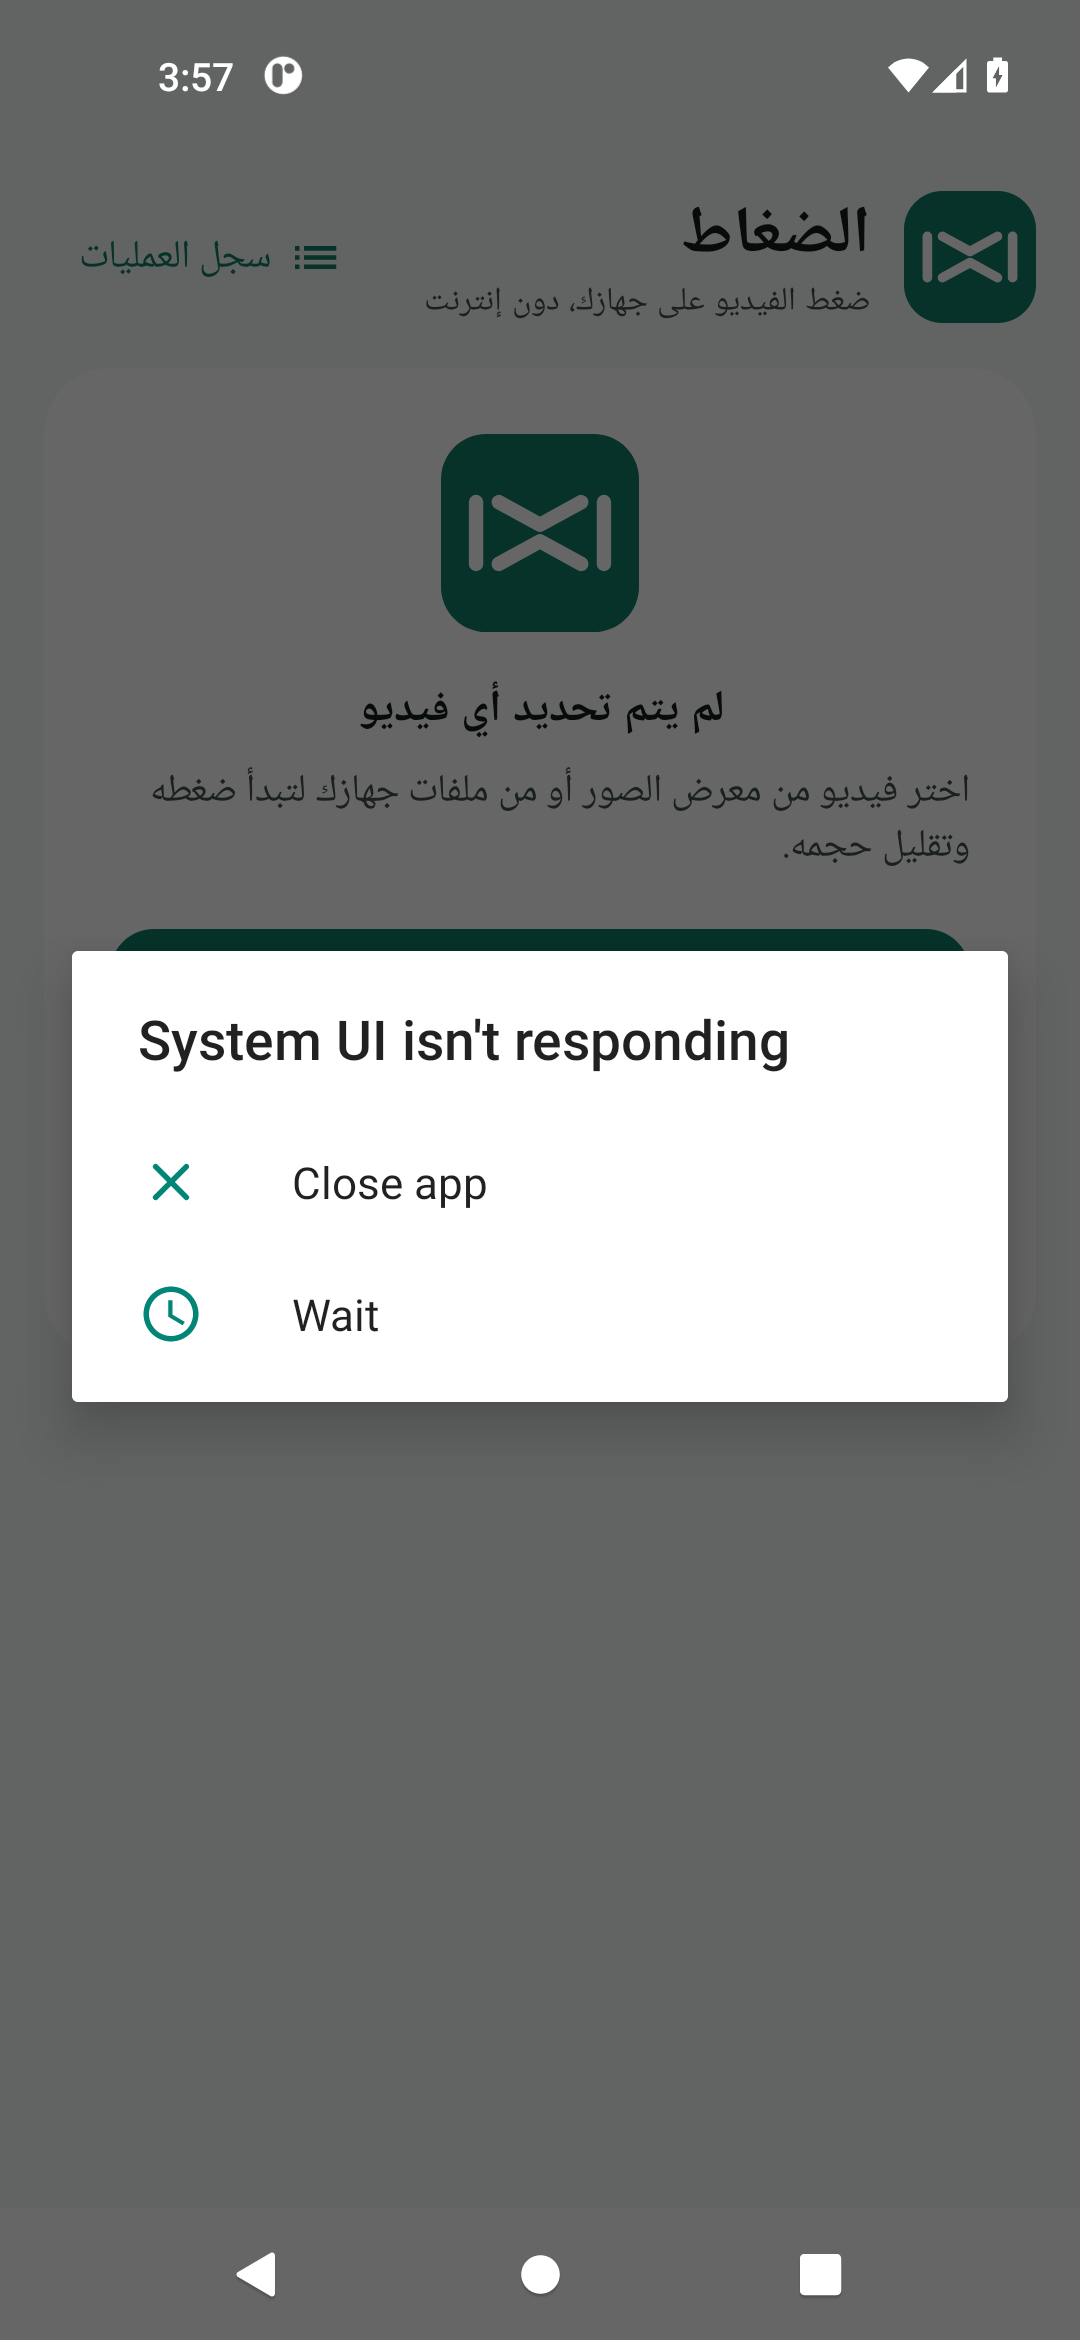 3:57
الضغاط
ضغط الفيديو على جهازك، دون إنترنت
سجل العمليات
لم يتم تحديد أي فيديو
اختر فيديو من معرض الصور أو من ملفات جهازك لتبدأ ضغطه
وتقليل حجمه.
System UI isn't responding
Close app
Wait